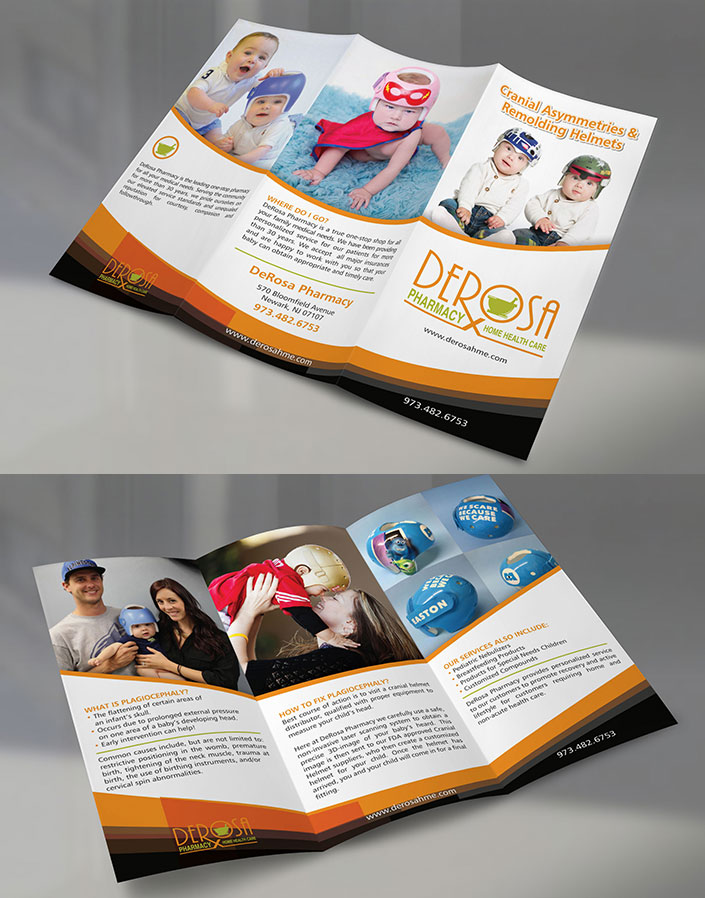 DeRosa Pharmacy is the leading one-stop pharmacy
for all your medical needs. Serving the community
for more than 30 years, we pride ourselves on
our elevated service standards and unequaled
reputation for courtesy, compassion and
followthrough.
DEROSA
PHARMACY
HOME HEALTH CARE
WHERE DO I GO?
DeRosa Pharmacy is a true one-stop shop for all
your family medical needs. We have been providing
personalized service for our patients for more
than 30 years. We accept all major insurances
and are happy to work with you so that your
baby can obtain appropriate and timely care.
DeRosa Pharmacy
570 Bloomfield Avenue
Newark, NJ 07107
973.482.6753
www.derosahme.com
Cranial Asymmetries &
Remolding Helmets
DEROSA
PHARMACY
HOME HEALTH CARE
www.derosahme.com
973.482.6753
WHAT IS PLAGIOCEPHALY?
• The flattening of certain areas of
an infant's skull.
• Occurs due to prolonged external pressure
on one area of a baby's developing head.
• Early intervention can help!
Common causes include, but are not limited to:
restrictive positioning in the womb, premature
birth, tightening of the neck muscle, trauma at
birth, the use of birthing instruments, and/or
cervical spin abnormalities.
DEROSA
PHARMACY
HOME HEALTH CARE
HOW TO FIX PLAGIOCEPHALY?
Best course of action is to visit a cranial helmet
distributor, qualified with proper equipment to
measure your child's head.
Here at DeRosa Pharmacy we carefully use a safe,
non-invasive laser scanning system to obtain a
precise 3D-image of your baby's heard. This
image is then sent to our FDA approved Cranial
Helmet suppliers, who then create a customized
helmet for your child. Once the helmet has
arrived, you and your child will come in for a final
fitting.
www.derosahme.com
WE SCARE
BECAUSE
WE CARE
EASTON
OUR SERVICES ALSO INCLUDE:
• Pediatric Nebulizers
• Breastfeeding Products
• Products for Special Needs Children
• Customized Compounds
DeRosa Pharmacy provides personalized service
to our customers to promote recovery and active
lifestyle for customers requiring home and
non-acute health care.
973.482.6753